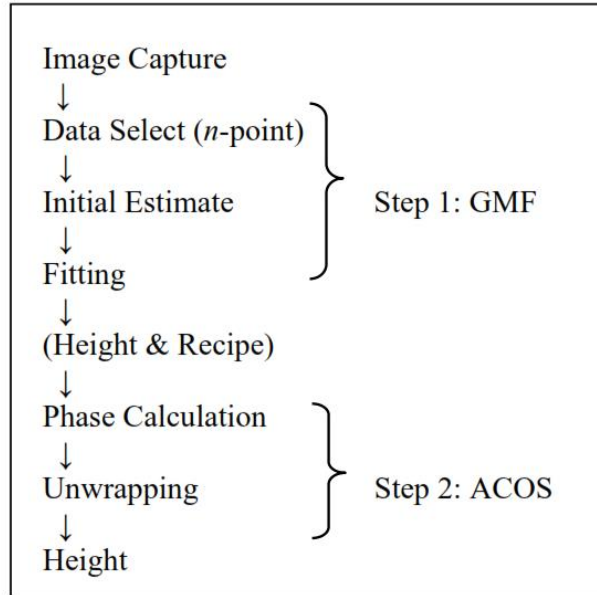 Image Capture
↓
Data Select (n-point)
↓
Initial Estimate
↓
Fitting
↓
(Height & Recipe)
↓
Phase Calculation
↓
Unwrapping
↓
Height
Step 1: GMF
Step 2: ACOS